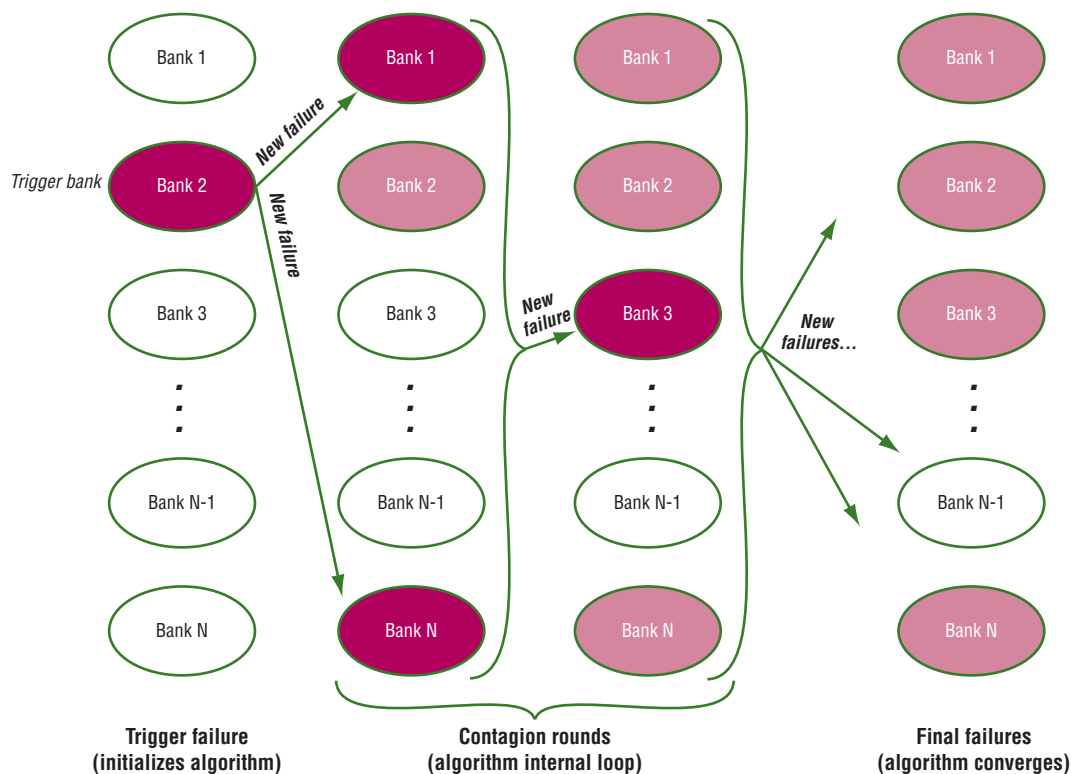 Bank 1
Bank 1
Bank 1
Bank 1
New failure
Trigger bank
Bank 2
Bank 2
Bank 2
Bank 2
New failure
Bank 3
Bank 3
New
failure
Bank 3
New
failures...
Bank 3
Bank N-1
Bank N-1
Bank N-1
Bank N-1
Bank N
Bank N
Bank N
Bank N
Trigger failure
(initializes algorithm)
Contagion rounds
(algorithm internal loop)
Final failures
(algorithm converges)